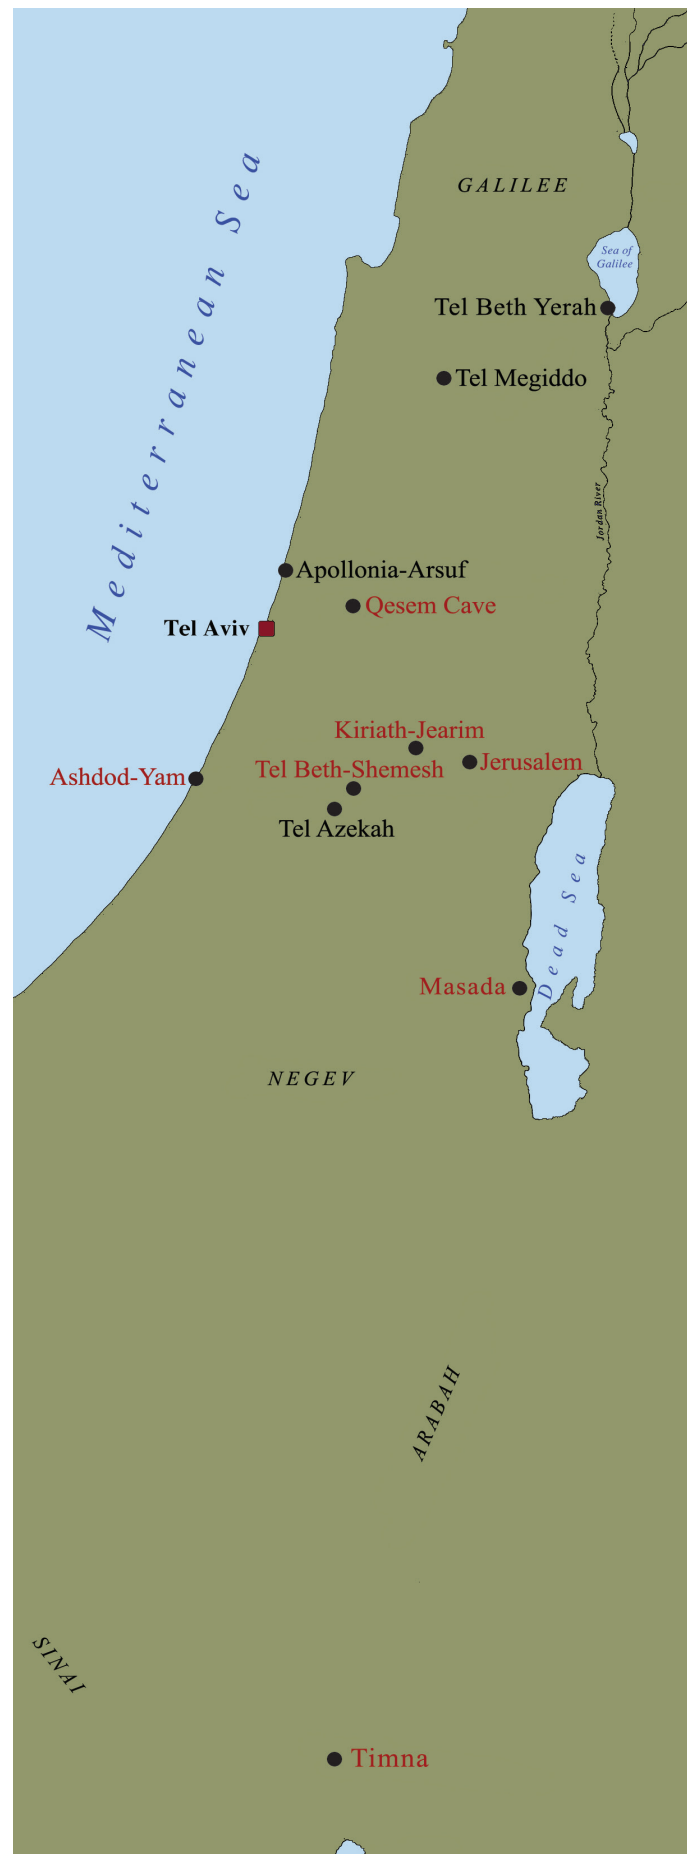 Mediterranean Sea
GALILEE
Sea of
Galilee
Tel Beth Yerah
Tel Megiddo
Jordan River
Apollonia-Arsuf
Qesem Cave
Tel Aviv
Kiriath-Jearim
Jerusalem
Tel Beth-Shemesh
Ashdod-Yam
Tel Azekah
Dead Sea
Masada
NEGEV
ARABAH
SINAI
Timna